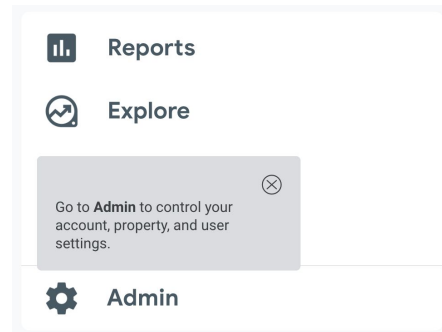 Reports
Explore
Go to Admin to control your
account, property, and user
settings.
Admin